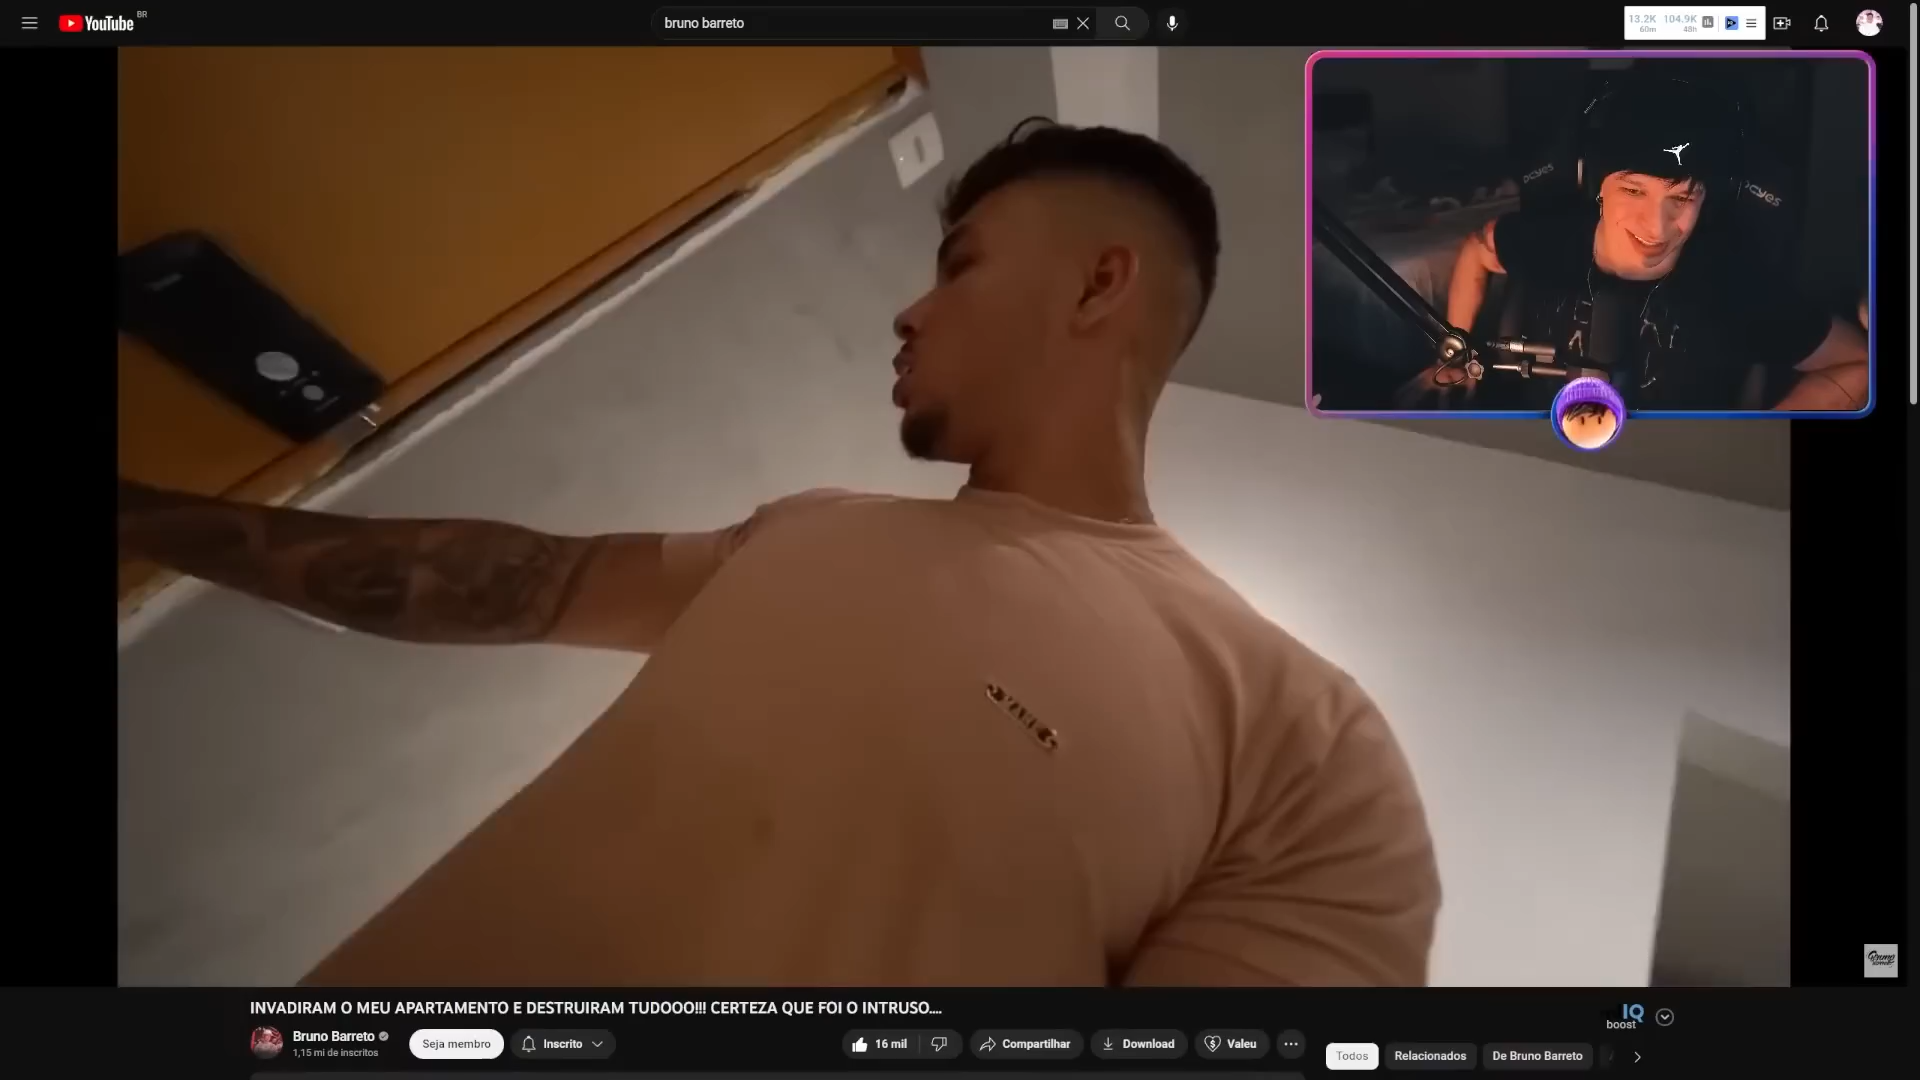 YouTube BR
bruno barreto
13.2K 104.9K
60m 48h
pcyes
INVADIRAM O MEU APARTAMENTO E DESTRUIRAM TUDOOO!!! CERTEZA QUE FOI O INTRUSO....
Bruno Barreto
1,15 mi de inscritos
Seja membro
Inscrito
16 mil
Compartilhar
Download
Valeu
IQ
boost
Todos
Relacionados
De Bruno Barreto